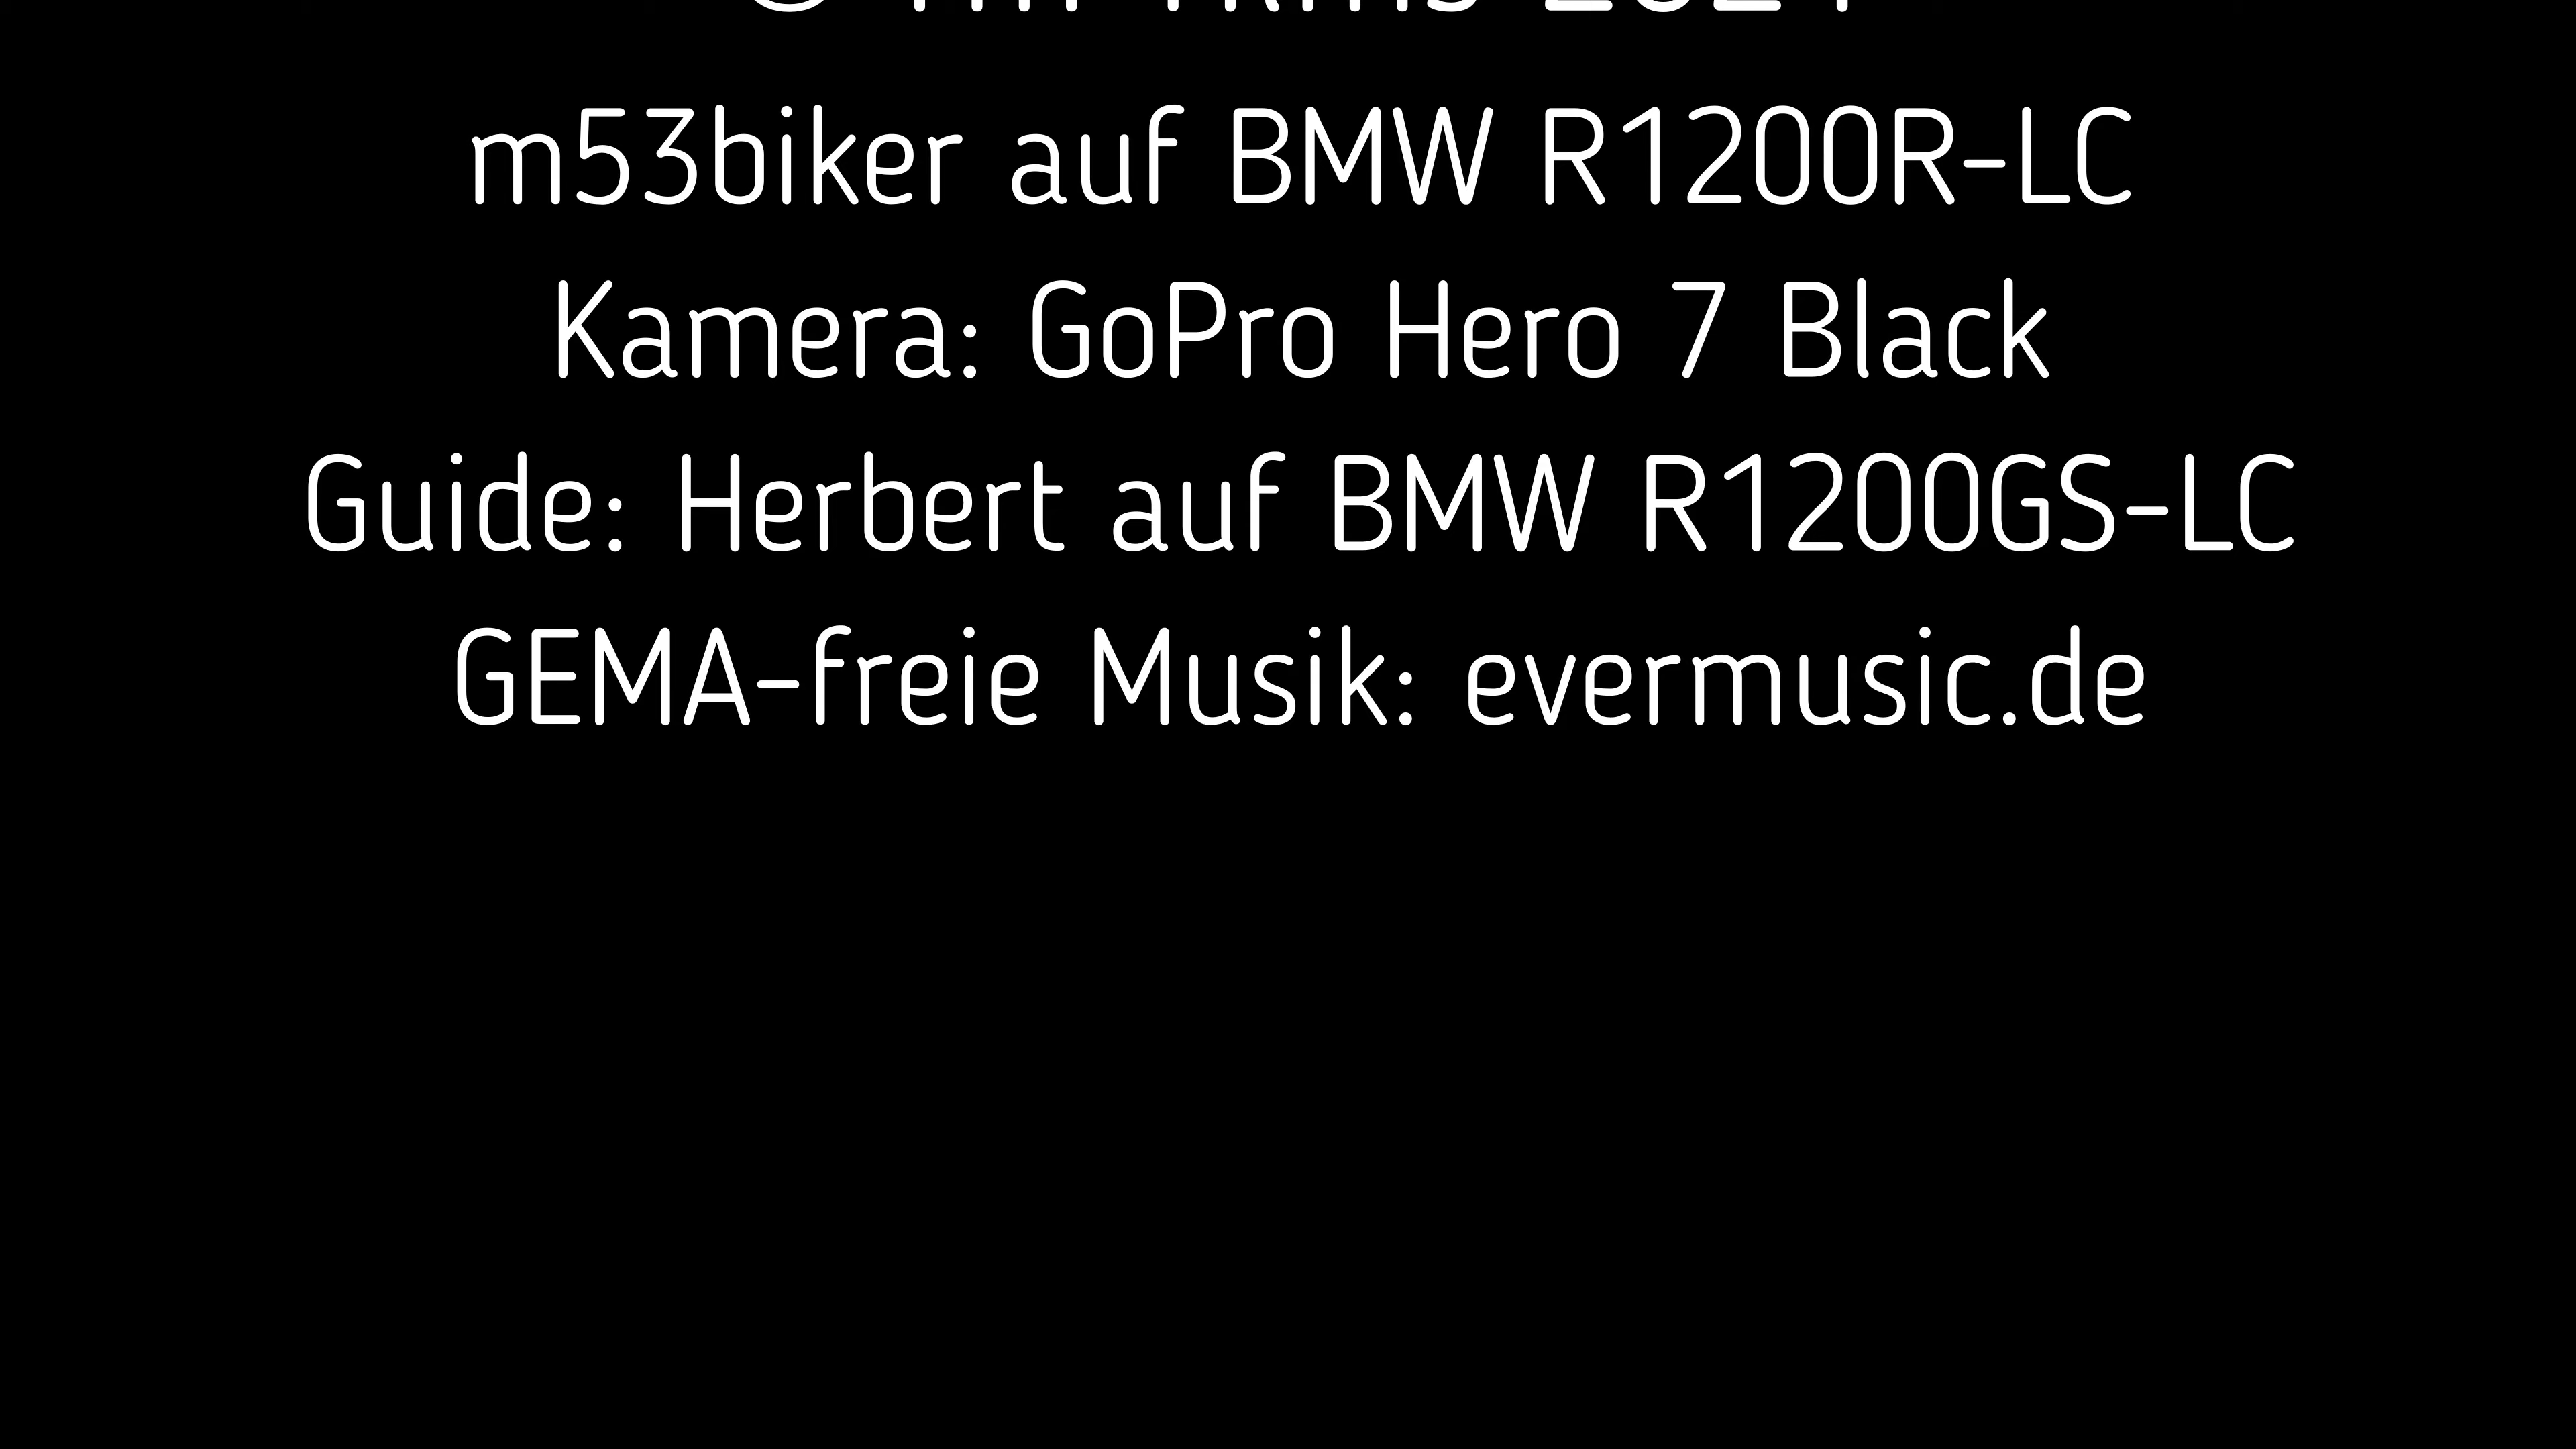 m53biker auf BMW R1200R-LC
Kamera: GoPro Hero 7 Black
Guide: Herbert auf BMW R1200GS-LC
GEMA-freie Musik: evermusic.de